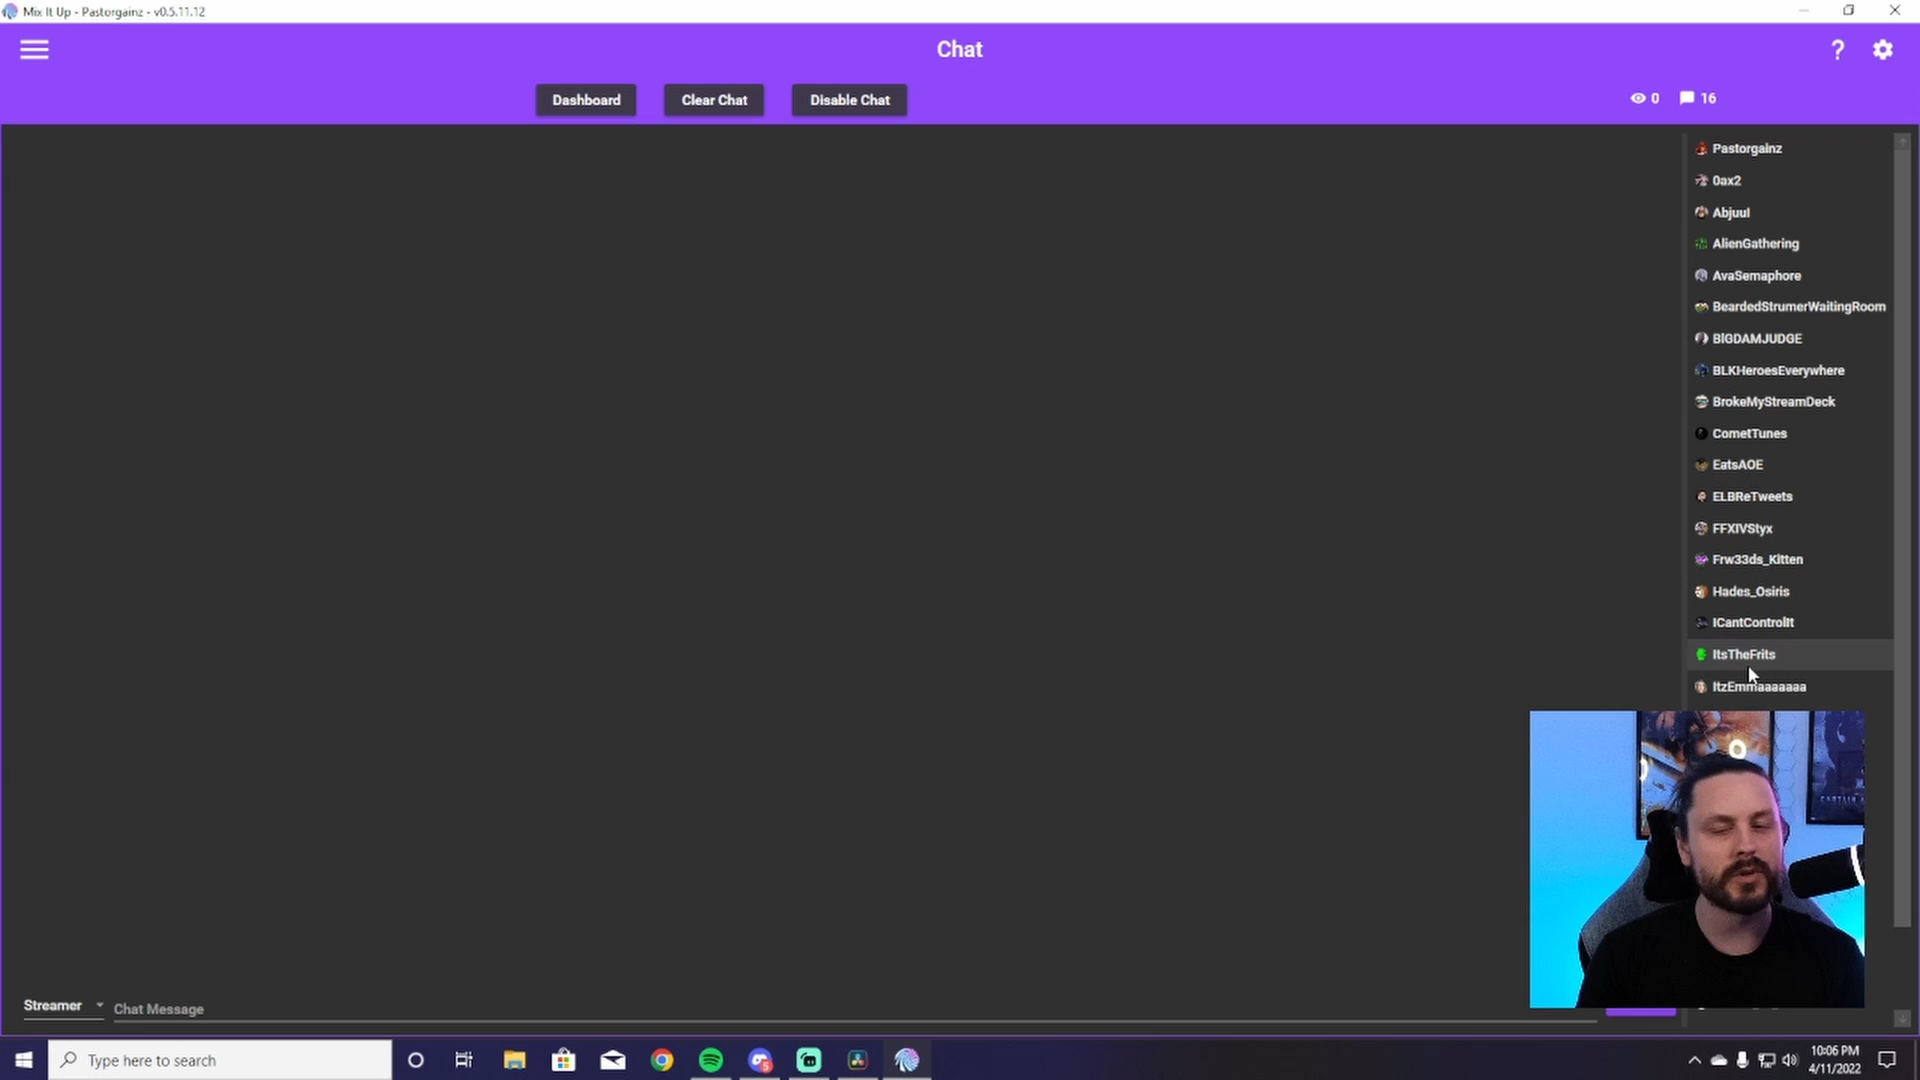 Mix It Up - Pastorgainz - v0.5.11.12
Chat
?
Dashboard
Clear Chat
Disable Chat
0
16
Pastorgainz
0ax2
Abjuul
AlienGathering
AvaSemaphore
BeardedStrumerWaitingRoom
BIGDAMJUDGE
BLKHeroesEverywhere
BrokeMyStreamDeck
CometTunes
EatsAOE
ELBReTweets
FFXIVStyx
Frw33ds_Kitten
Hades_Osiris
ICantControlIt
ItsTheFrits
ItzEmmaaaaaaa
Streamer
Chat Message
Type here to search
5
10:06 PM
4/11/2022